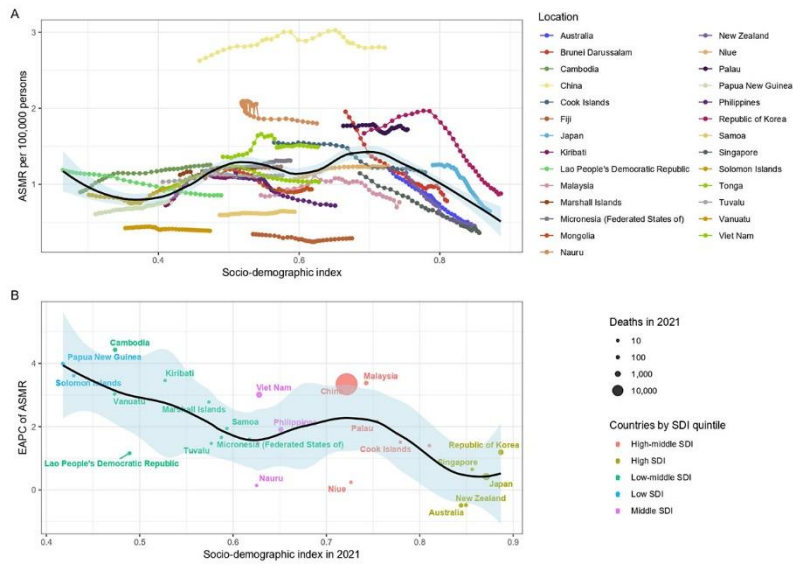 A
3
2
1
ASMR per 100,000 persons
0.4
0.6
0.8
Socio-demographic index
Location
Australia
Brunei Darussalam
Cambodia
China
Cook Islands
Fiji
Japan
Kiribati
Lao People's Democratic Republic
Malaysia
Marshall Islands
Micronesia (Federated States of)
Mongolia
Nauru
New Zealand
Niue
Palau
Papua New Guinea
Philippines
Republic of Korea
Samoa
Singapore
Solomon Islands
Tonga
Tuvalu
Vanuatu
Viet Nam
B
4
2
0
EAPC of ASMR
Cambodia
Papua New Guinea
Solomon Islands
Kiribati
Vanuatu
Marshall Islands
Viet Nam
China
Malaysia
Samoa
Philippines
Palau
Micronesia (Federated States of)
Cook Islands
Tuvalu
Lao People's Democratic Republic
Republic of Korea
Singapore
Nauru
Niue
Japan
New Zealand
Australia
0.4
0.5
0.6
0.7
0.8
0.9
Socio-demographic index in 2021
Deaths in 2021
10
100
1,000
10,000
Countries by SDI quintile
High-middle SDI
High SDI
Low-middle SDI
Low SDI
Middle SDI